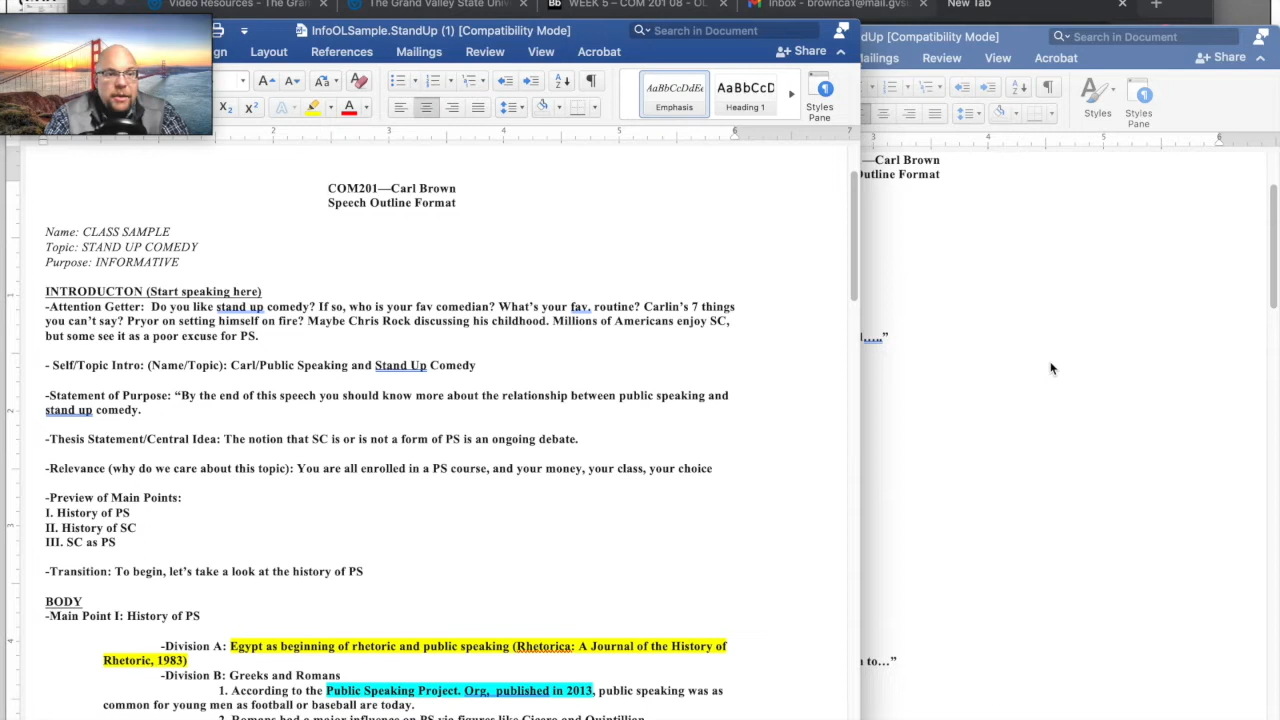 Video Resources - The Gran
The Grand Valley State Univ
WEEK 5 – COM 201 08 - OL
Inbox - brownca1@mail.gvs
New Tab
InfoOLSample.StandUp (1) [Compatibility Mode]
Search in Document
dUp [Compatibility Mode]
Search in Document
gn
Layout
References
Mailings
Review
View
Acrobat
Share
ailings
Review
View
Acrobat
Share
AaBbCcDdEe
AaBbCcD
Emphasis
Heading 1
Styles
Pane
Styles
Styles
Pane
2 3 4 5 6 7
3 4 5 6
COM201—Carl Brown
Speech Outline Format
Name: CLASS SAMPLE
Topic: STAND UP COMEDY
Purpose: INFORMATIVE
INTRODUCTON (Start speaking here)
-Attention Getter: Do you like stand up comedy? If so, who is your fav comedian? What’s your fav. routine? Carlin’s 7 things
you can’t say? Pryor on setting himself on fire? Maybe Chris Rock discussing his childhood. Millions of Americans enjoy SC,
but some see it as a poor excuse for PS.
- Self/Topic Intro: (Name/Topic): Carl/Public Speaking and Stand Up Comedy
-Statement of Purpose: “By the end of this speech you should know more about the relationship between public speaking and
stand up comedy.
-Thesis Statement/Central Idea: The notion that SC is or is not a form of PS is an ongoing debate.
-Relevance (why do we care about this topic): You are all enrolled in a PS course, and your money, your class, your choice
-Preview of Main Points:
I. History of PS
II. History of SC
III. SC as PS
-Transition: To begin, let’s take a look at the history of PS
BODY
-Main Point I: History of PS
-Division A: Egypt as beginning of rhetoric and public speaking (Rhetorica: A Journal of the History of
Rhetoric, 1983)
-Division B: Greeks and Romans
1. According to the Public Speaking Project. Org, published in 2013, public speaking was as
common for young men as football or baseball are today.
2. Romans had a major influence on PS via figures like Cicero and Quintillian
—Carl Brown
Outline Format
l…..”
n to…”